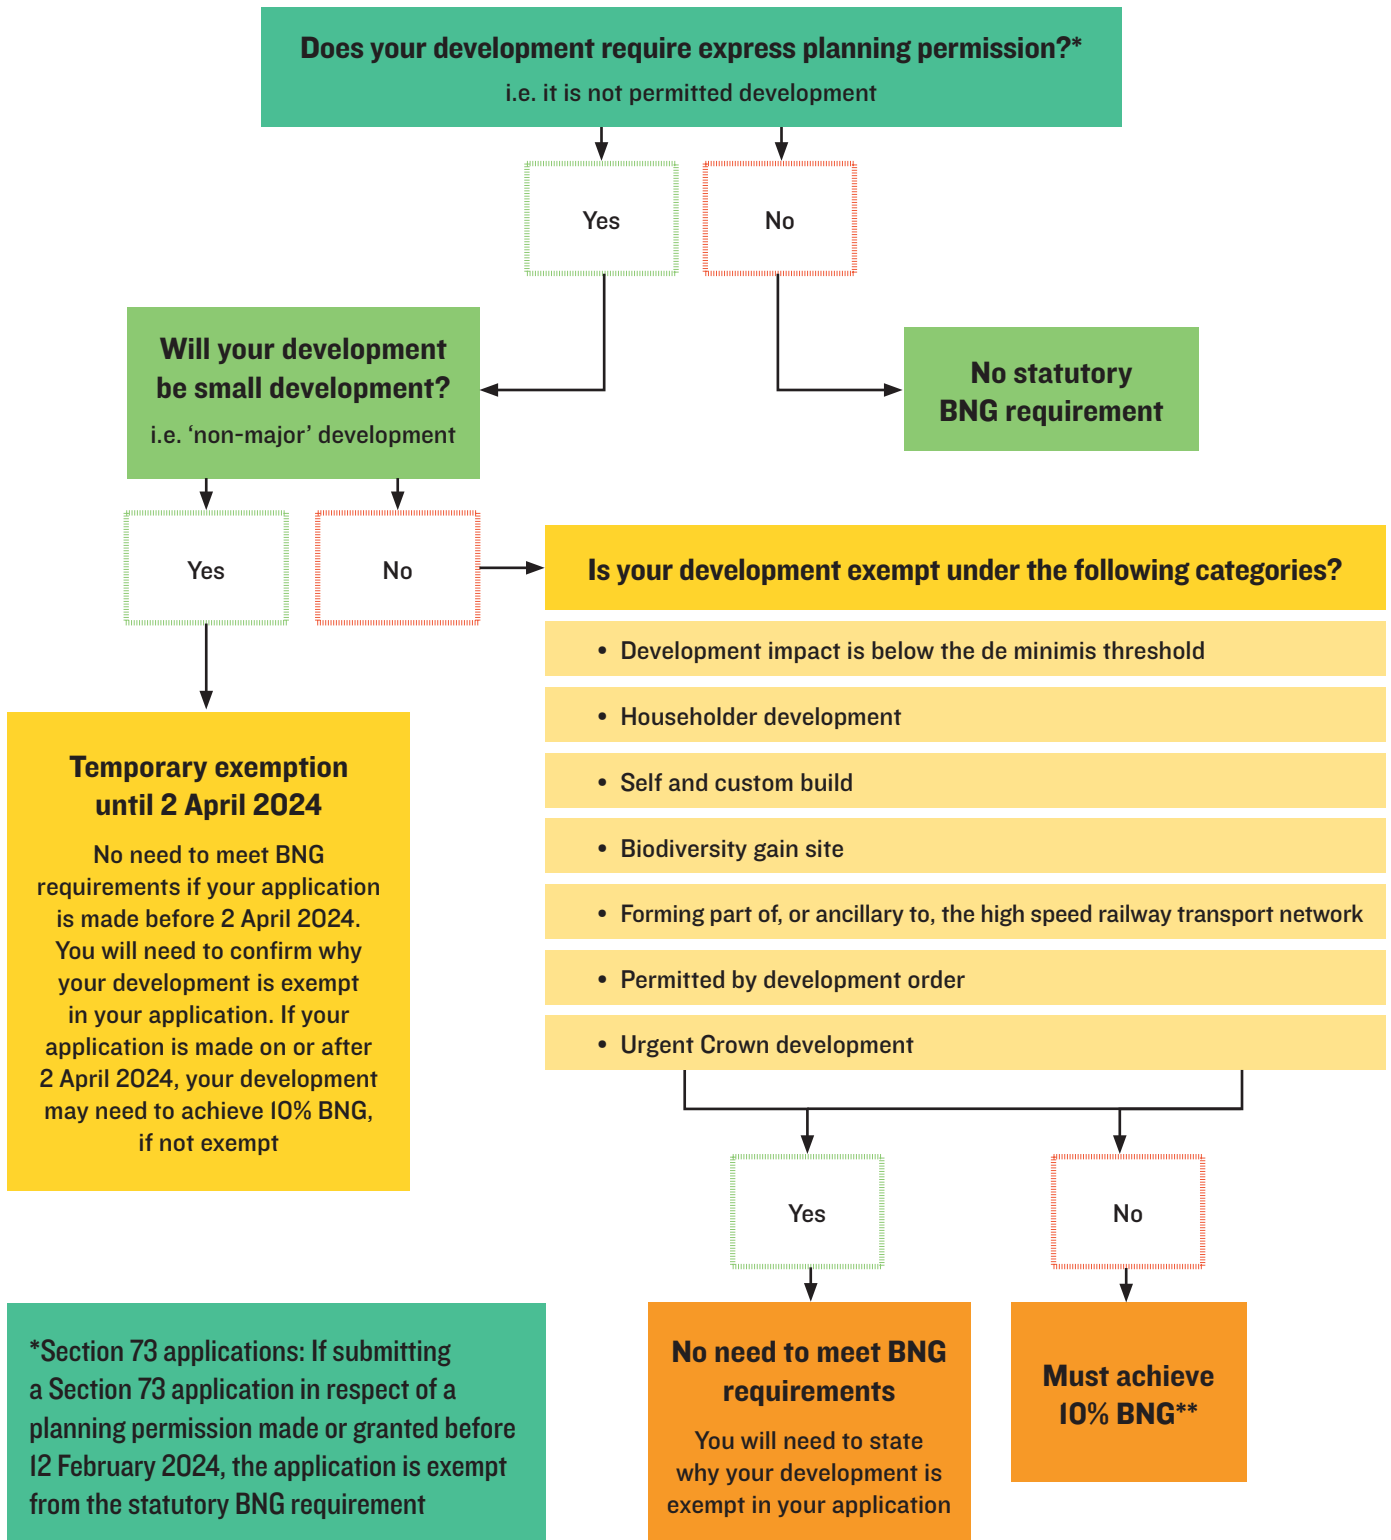 Does your development require express planning permission?*
i.e. it is not permitted development
Yes
No
Will your development
be small development?
i.e. ‘non-major’ development
No statutory
BNG requirement
Yes
No
Is your development exempt under the following categories?
• Development impact is below the de minimis threshold
• Householder development
• Self and custom build
• Biodiversity gain site
• Forming part of, or ancillary to, the high speed railway transport network
• Permitted by development order
• Urgent Crown development
Temporary exemption
until 2 April 2024
No need to meet BNG
requirements if your application
is made before 2 April 2024.
You will need to confirm why
your development is exempt
in your application. If your
application is made on or after
2 April 2024, your development
may need to achieve 10% BNG,
if not exempt
Yes
No
No need to meet BNG
requirements
You will need to state
why your development is
exempt in your application
Must achieve
10% BNG**
*Section 73 applications: If submitting
a Section 73 application in respect of a
planning permission made or granted before
12 February 2024, the application is exempt
from the statutory BNG requirement